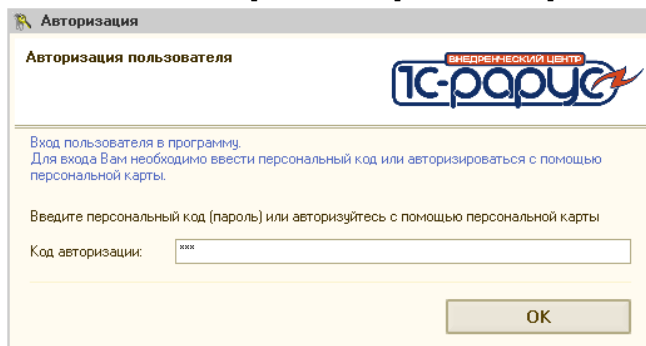 Авторизация
Авторизация пользователя
ВНЕДРЕНЧЕСКИЙ ЦЕНТР
1С-рарус
Вход пользователя в программу.
Для входа Вам необходимо ввести персональный код или авторизироваться с помощью
персональной карты.
Введите персональный код (пароль) или авторизуйтесь с помощью персональной карты
Код авторизации:
***
OK